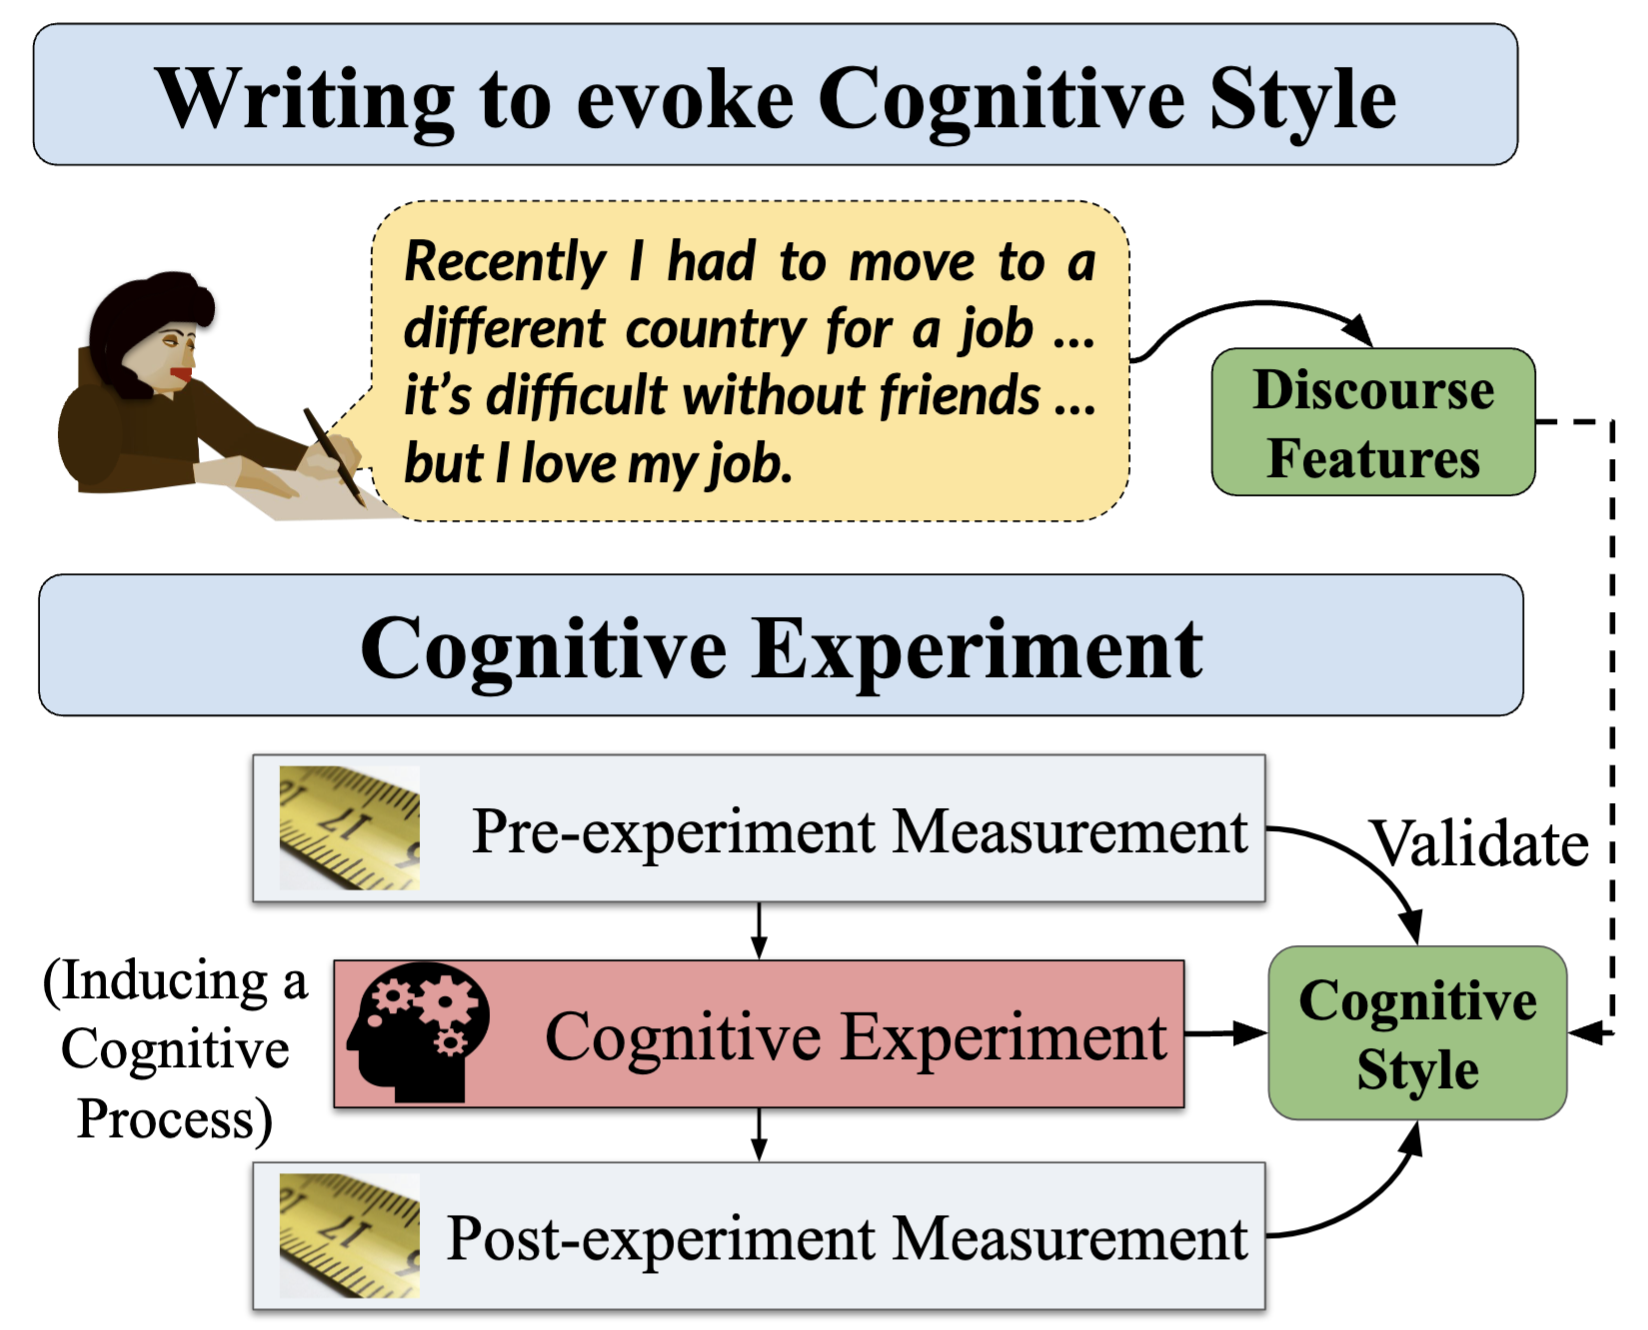 Writing to evoke Cognitive Style
Recently I had to move to a
different country for a job ...
it's difficult without friends ...
but I love my job.
Discourse
Features
Cognitive Experiment
17
Pre-experiment Measurement
Validate
(Inducing a
Cognitive
Process)
Cognitive Experiment
Cognitive
Style
17
Post-experiment Measurement